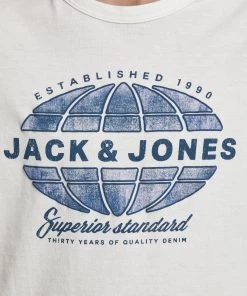 ESTABLISHED 1990
JACK & JONES
Superior standard
THIRTY YEARS OF QUALITY DENIM